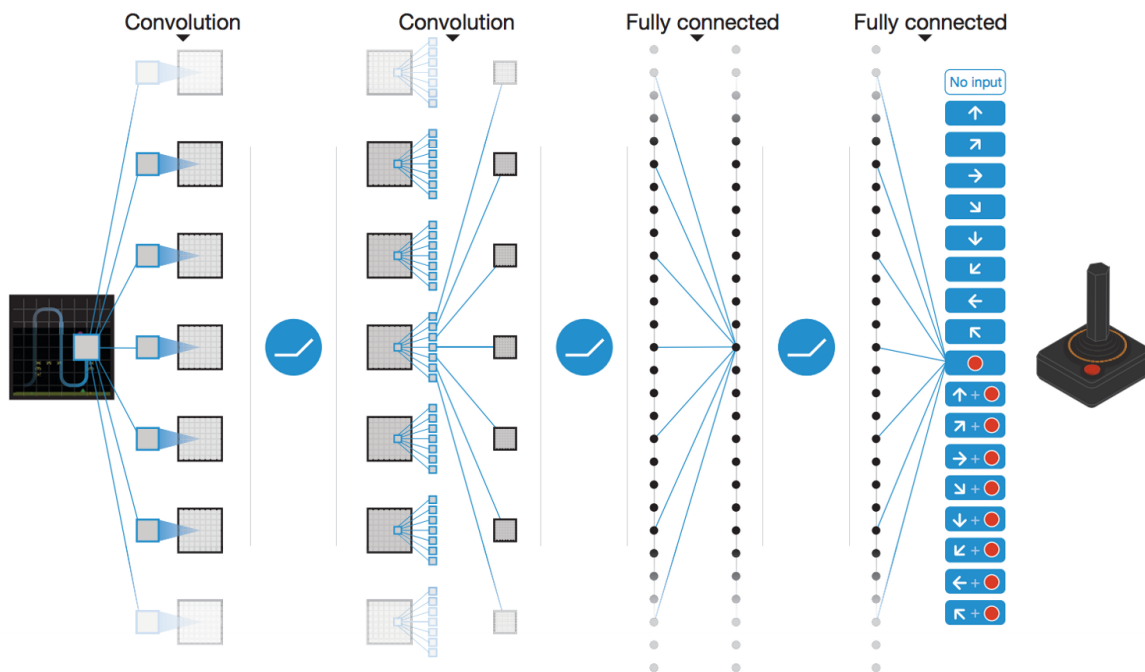 Convolution
Convolution
Fully connected
Fully connected
No input
+
+
+
+
+
+
+
+